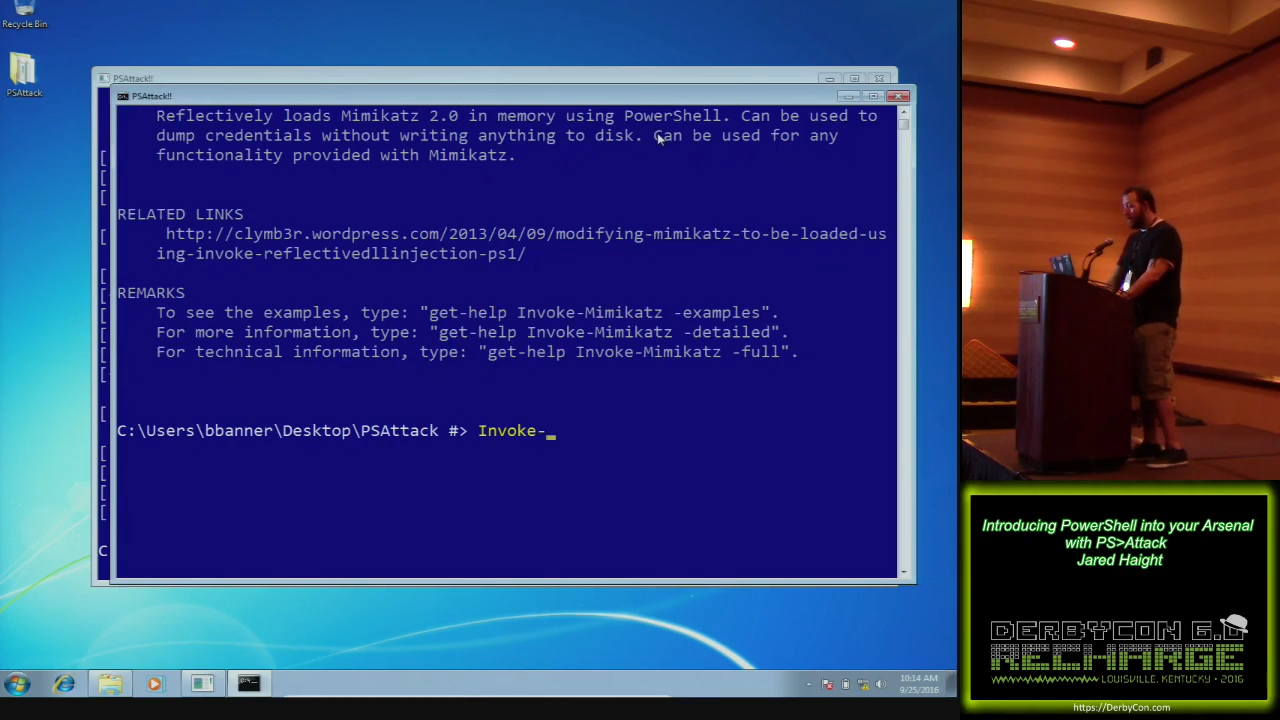 Recycle Bin
PSAttack
PSAttack!!
PSAttack!!
Reflectively loads Mimikatz 2.0 in memory using PowerShell. Can be used to
dump credentials without writing anything to disk. Can be used for any
functionality provided with Mimikatz.
[
[
[
RELATED LINKS
[ http://clymb3r.wordpress.com/2013/04/09/modifying-mimikatz-to-be-loaded-us
ing-invoke-reflectivedllinjection-ps1/
[
[ REMARKS
[ To see the examples, type: "get-help Invoke-Mimikatz -examples".
[ For more information, type: "get-help Invoke-Mimikatz -detailed".
[ For technical information, type: "get-help Invoke-Mimikatz -full".
[
[
C:\Users\bbanner\Desktop\PSAttack #> Invoke-_
[
[
[
[
C
10:14 AM
9/25/2016
Introducing PowerShell into your Arsenal
with PS>Attack
Jared Haight
DERBYCON 6.0
RECHARGE
LOUISVILLE, KENTUCKY • 2016
https://DerbyCon.com